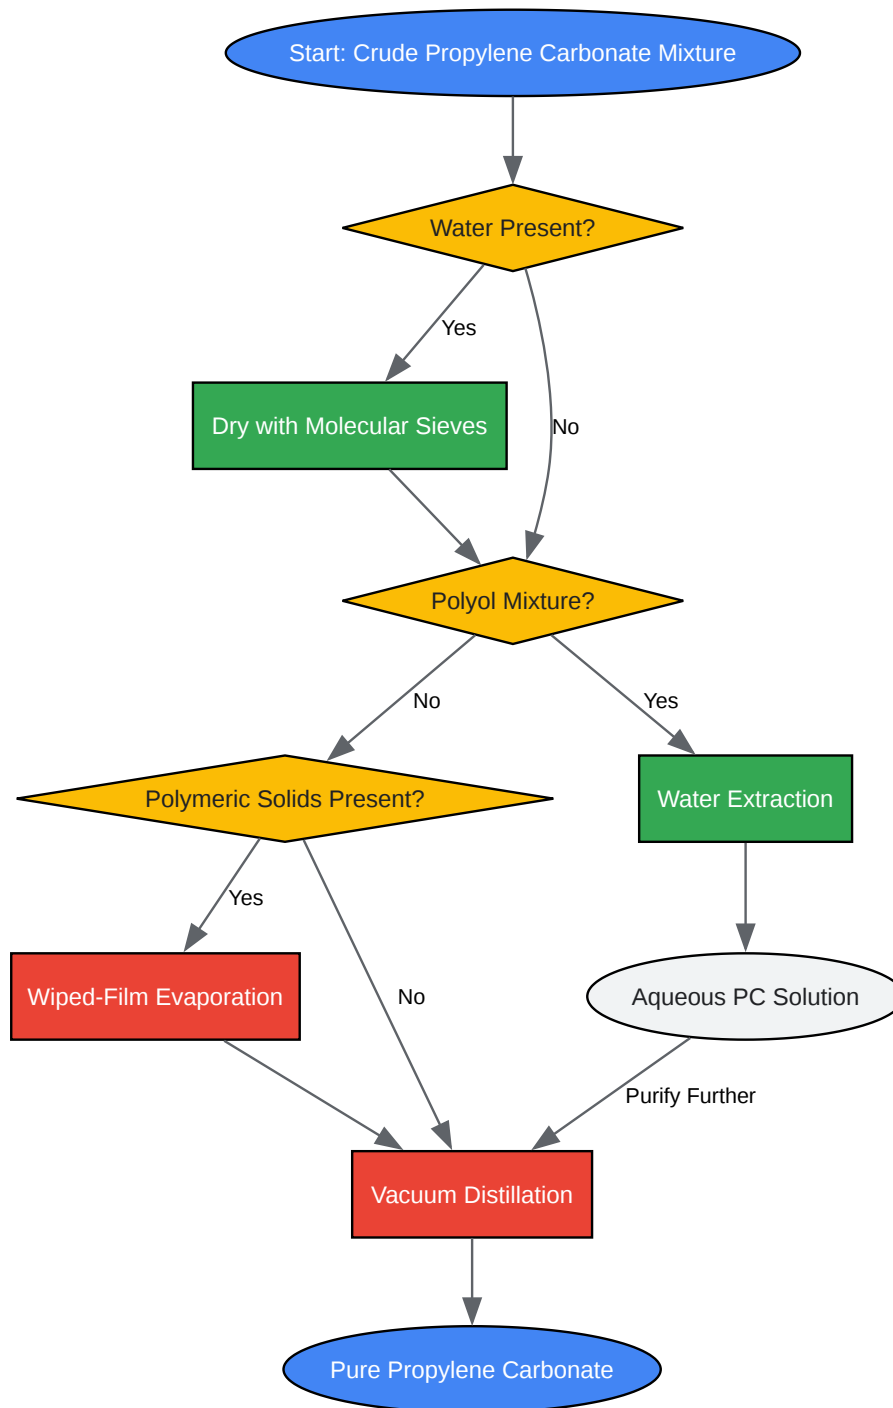 Start: Crude Propylene Carbonate Mixture
Water Present?
Yes
Dry with Molecular Sieves
No
Polyol Mixture?
No
Yes
Polymeric Solids Present?
Water Extraction
Yes
Wiped-Film Evaporation
No
Aqueous PC Solution
Purify Further
Vacuum Distillation
Pure Propylene Carbonate